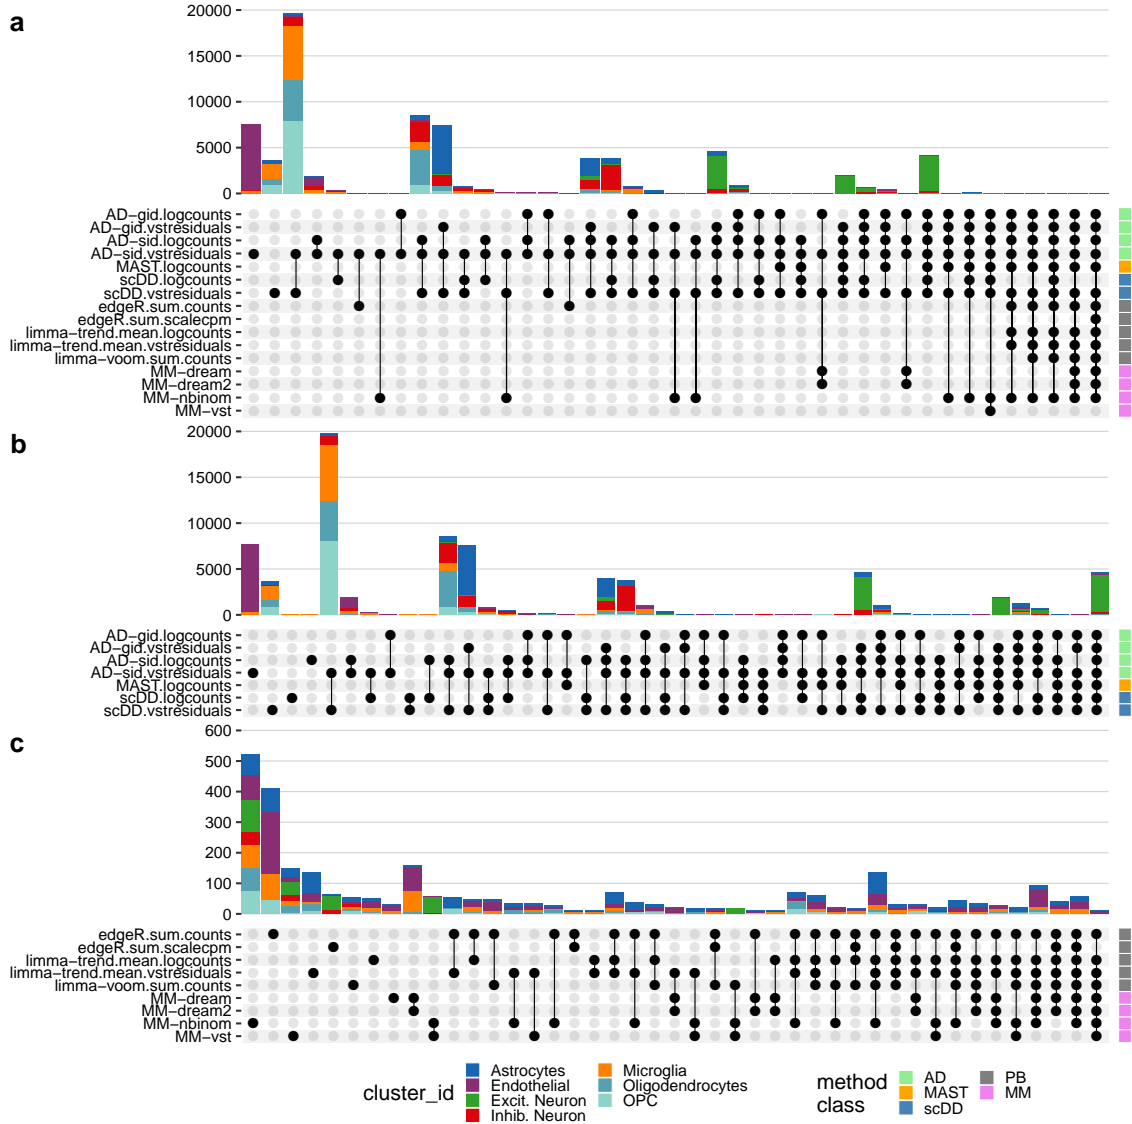 a
20000
15000
10000
5000
0
AD−gid.logcounts
AD−gid.vstresiduals
AD−sid.logcounts
AD−sid.vstresiduals
MAST.logcounts
scDD.logcounts
scDD.vstresiduals
edgeR.sum.counts
edgeR.sum.scalecpm
limma−trend.mean.logcounts
limma−trend.mean.vstresiduals
limma−voom.sum.counts
MM−dream
MM−dream2
MM−nbinom
MM−vst
b
20000
15000
10000
5000
0
AD−gid.logcounts
AD−gid.vstresiduals
AD−sid.logcounts
AD−sid.vstresiduals
MAST.logcounts
scDD.logcounts
scDD.vstresiduals
c
600
500
400
300
200
100
0
edgeR.sum.counts
edgeR.sum.scalecpm
limma−trend.mean.logcounts
limma−trend.mean.vstresiduals
limma−voom.sum.counts
MM−dream
MM−dream2
MM−nbinom
MM−vst
cluster_id
Astrocytes
Endothelial
Excit. Neuron
Inhib. Neuron
Microglia
Oligodendrocytes
OPC
method
class
AD
MAST
scDD
PB
MM